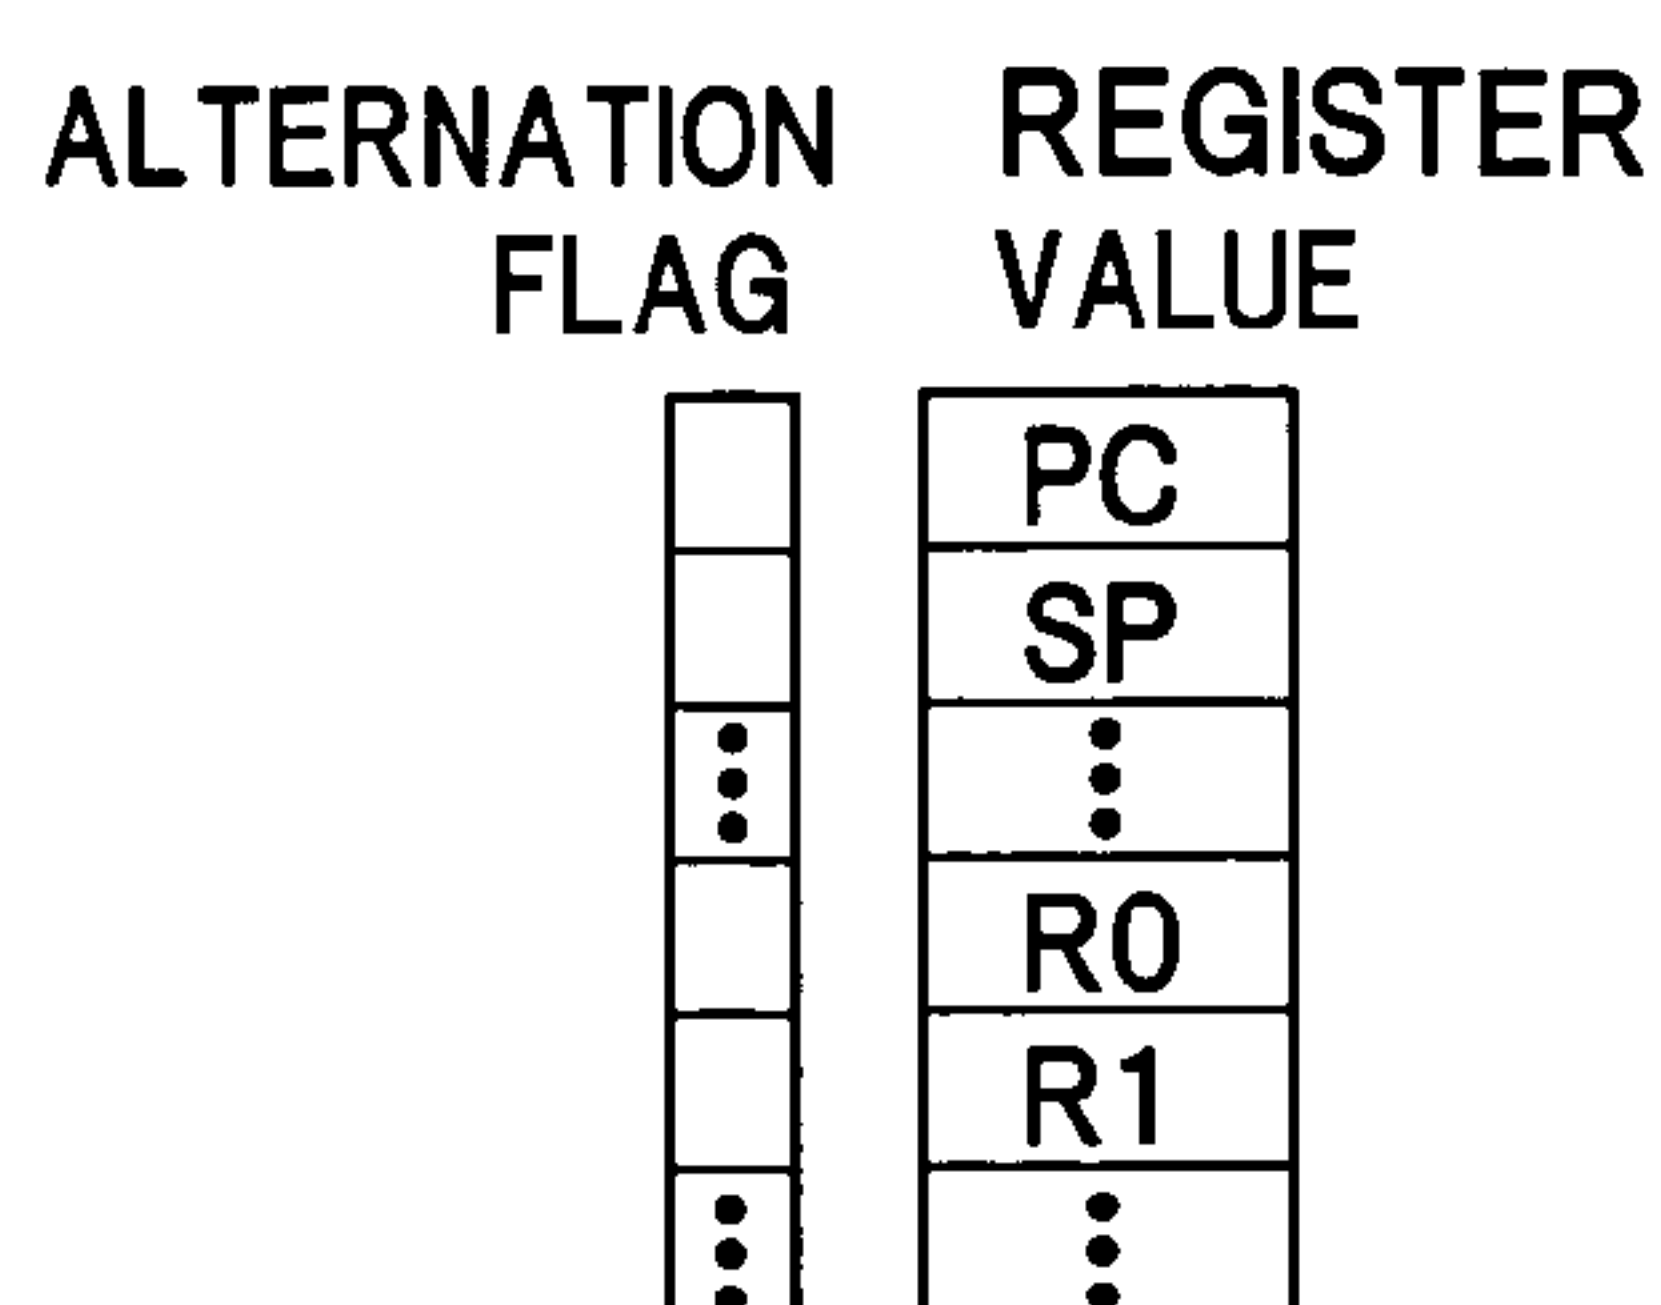 ALTERNATION FLAG
REGISTER VALUE
PC
SP
R0
R1